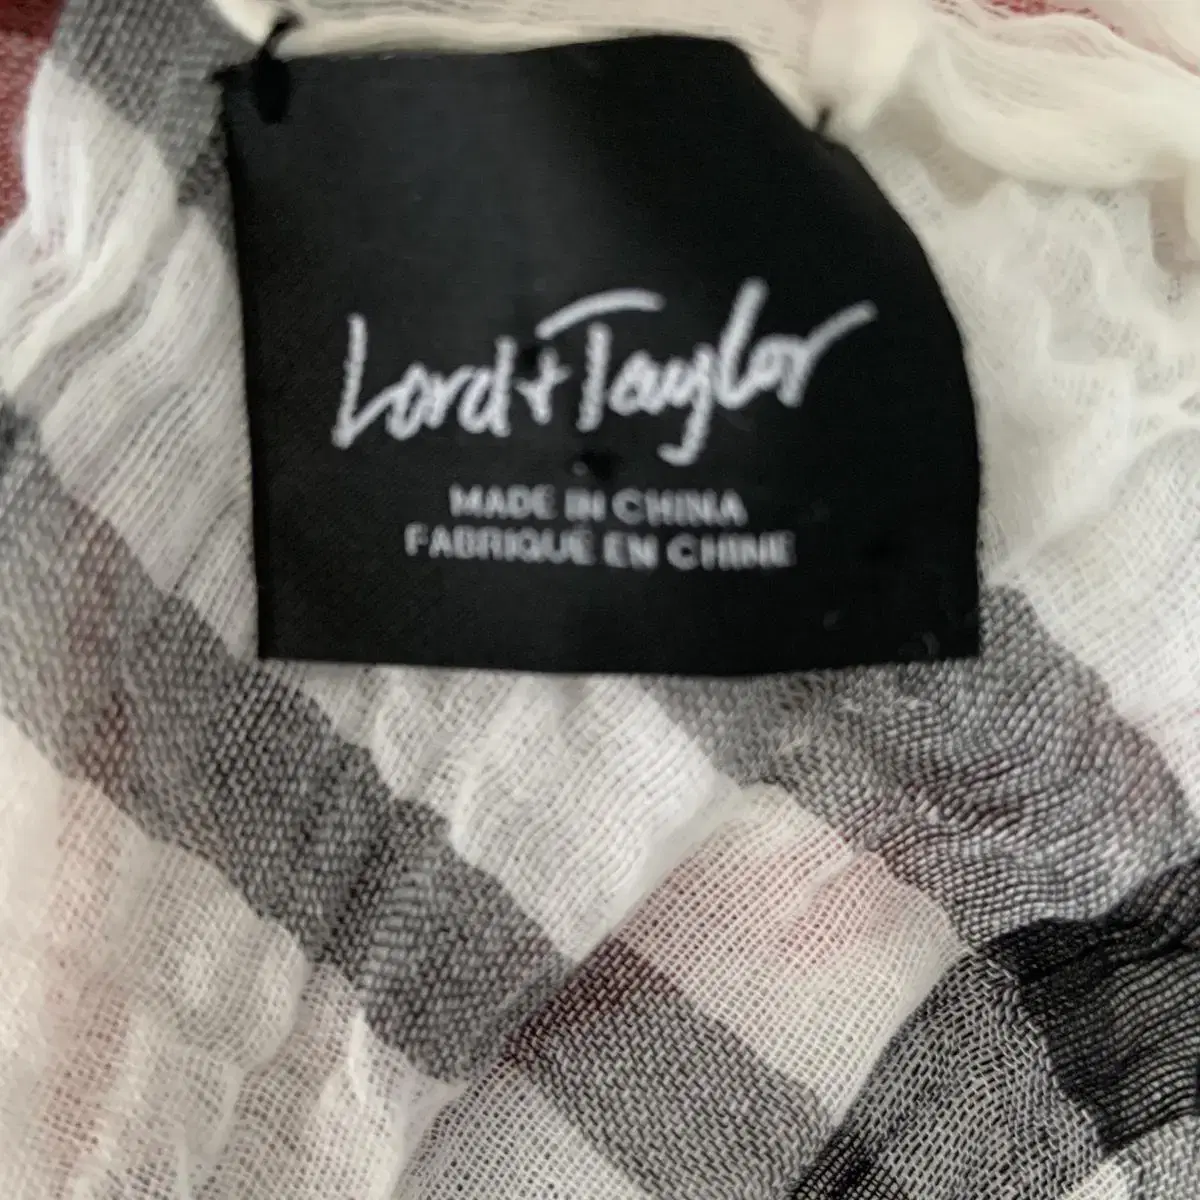 Lord + Taylor
MADE IN CHINA
FABRIQUÉ EN CHINE